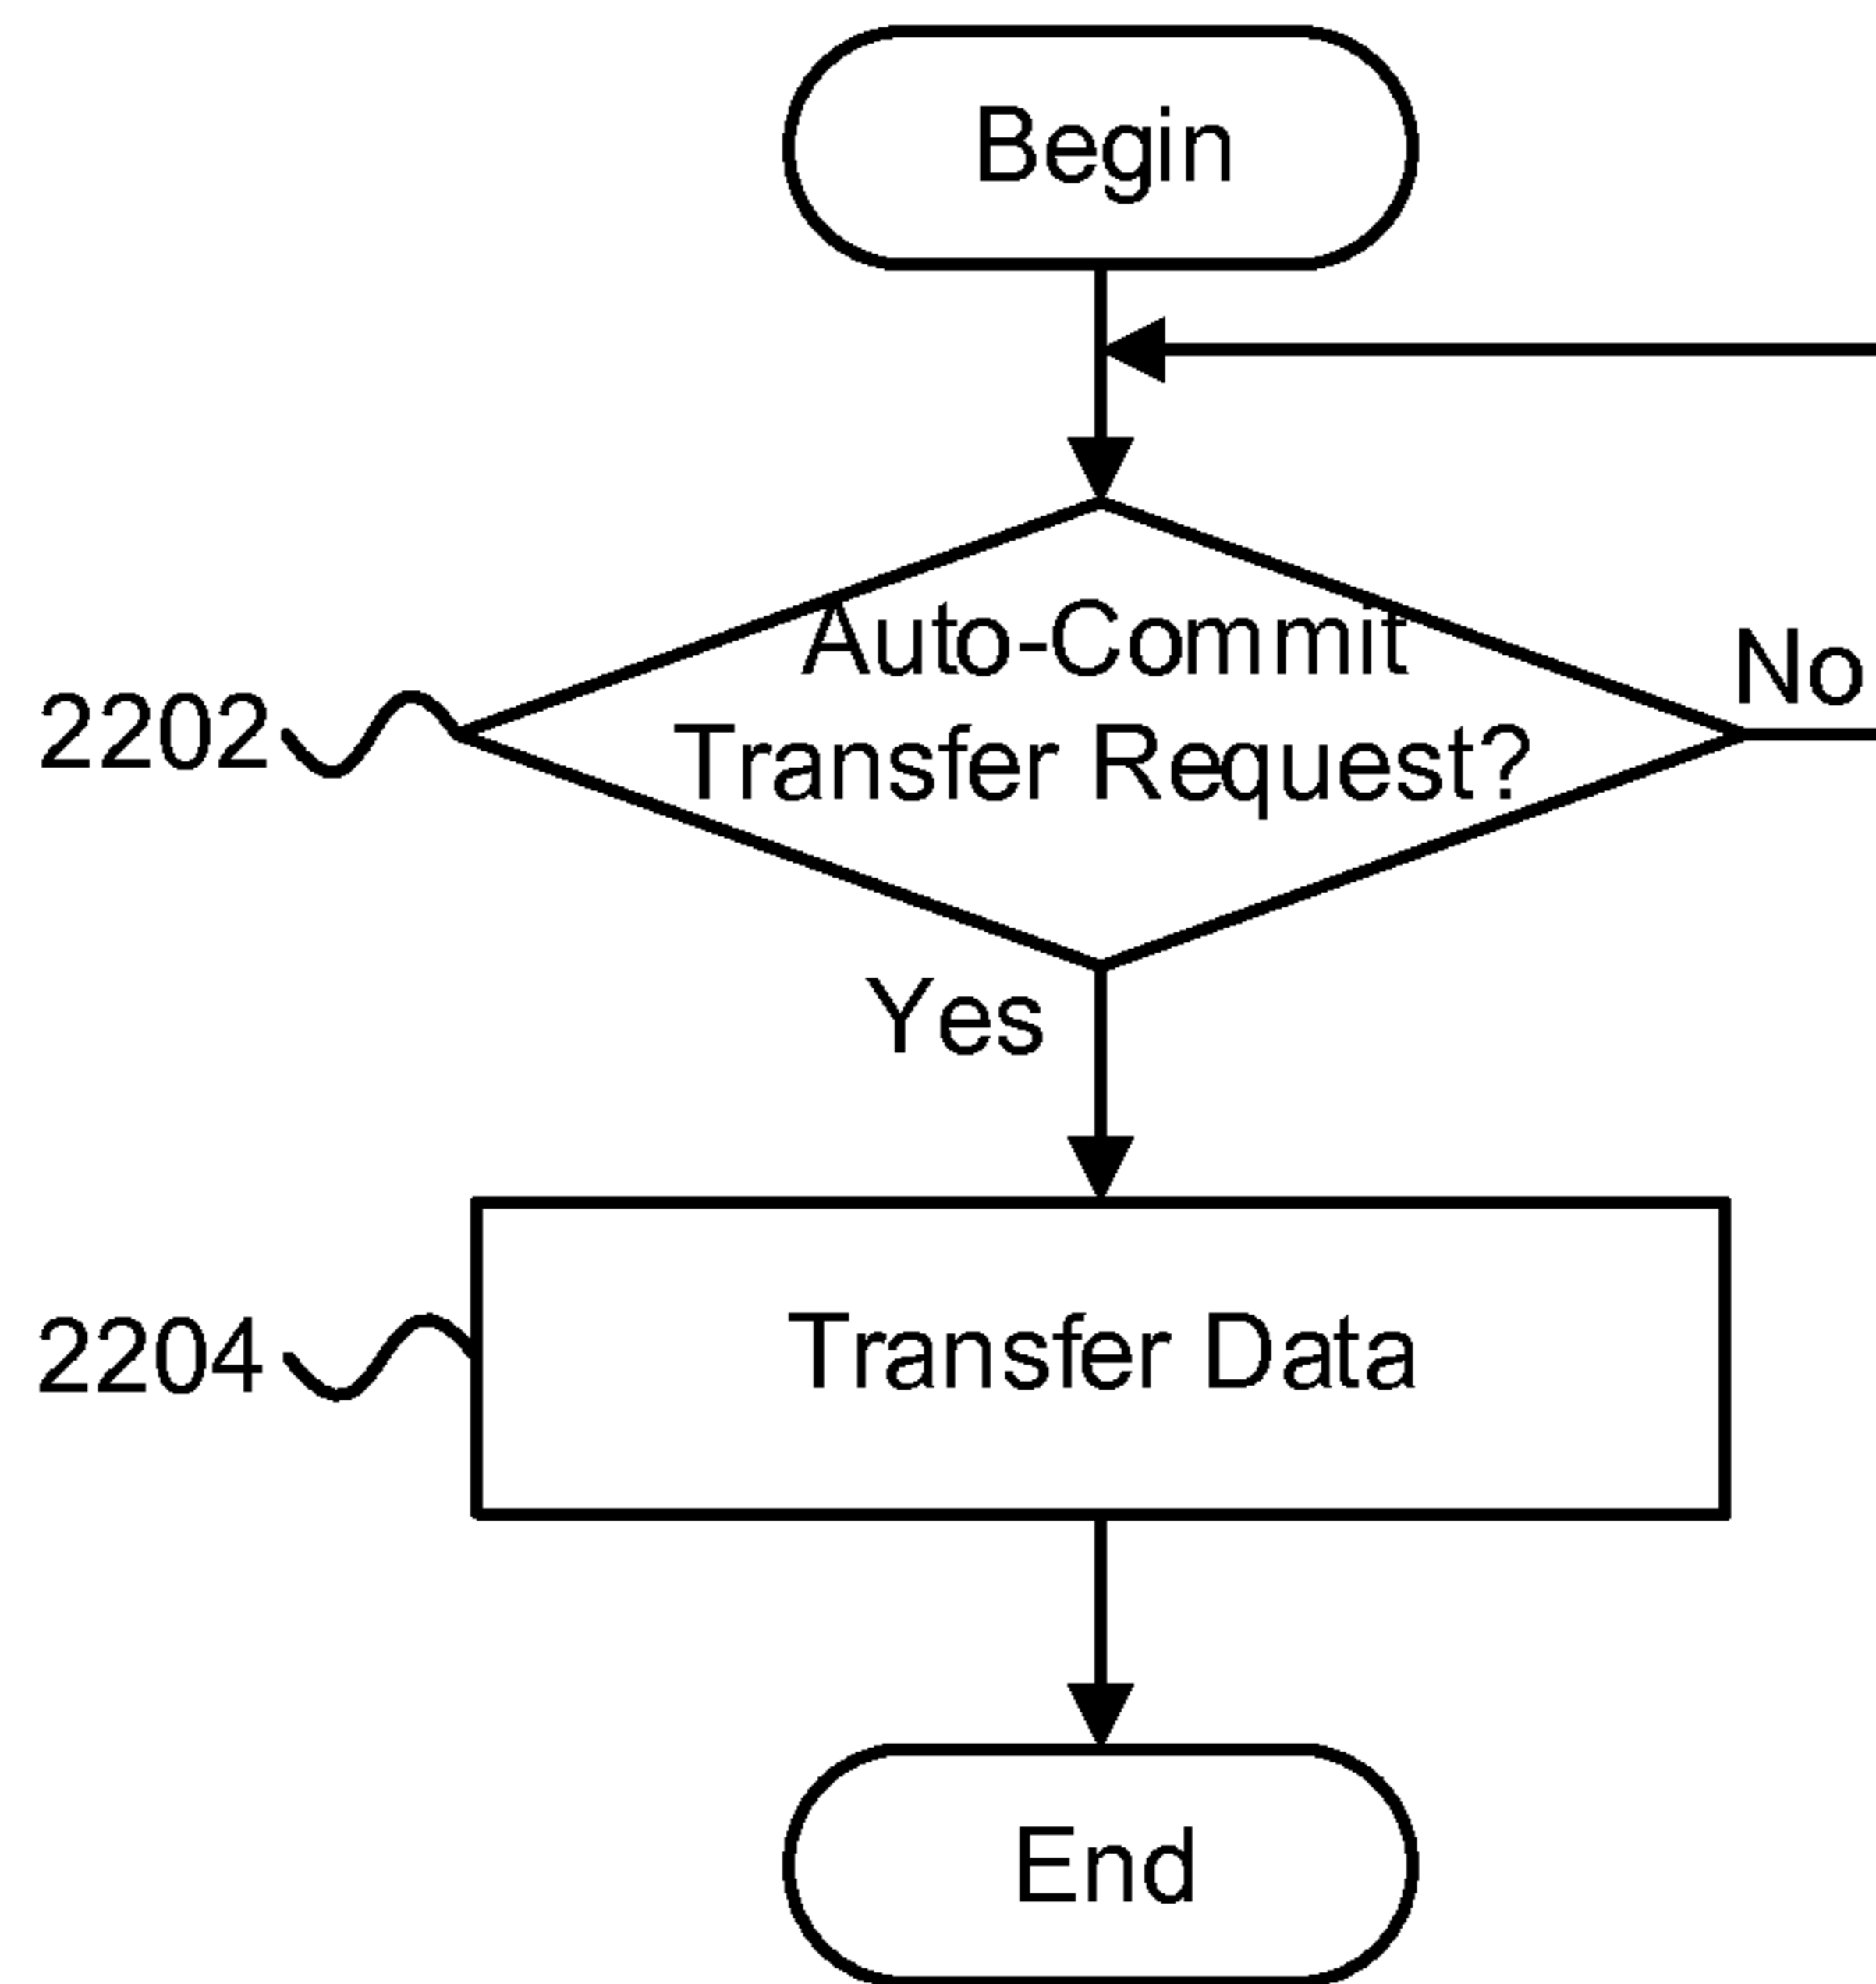 Begin
Auto-Commit
Transfer Request?
No
2202
Yes
2204
Transfer Data
End